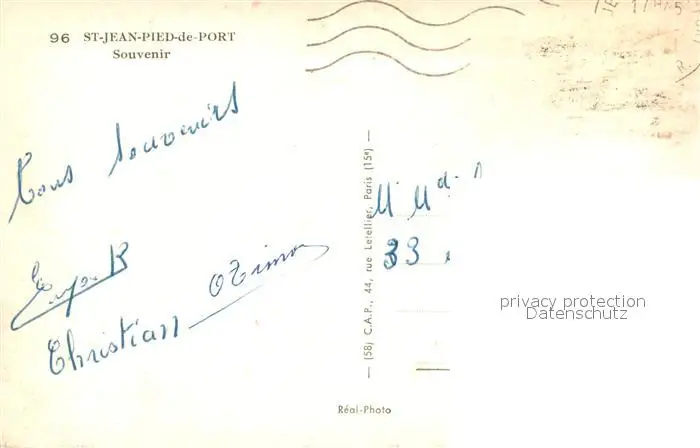 96 ST-JEAN-PIED-de-PORT
Souvenir
Bons Souvenirs
Christian
M Md
33
— (58) C.A.P., 44, rue Letellier, Paris (15e) —
Réal-Photo
privacy protection
Datenschutz